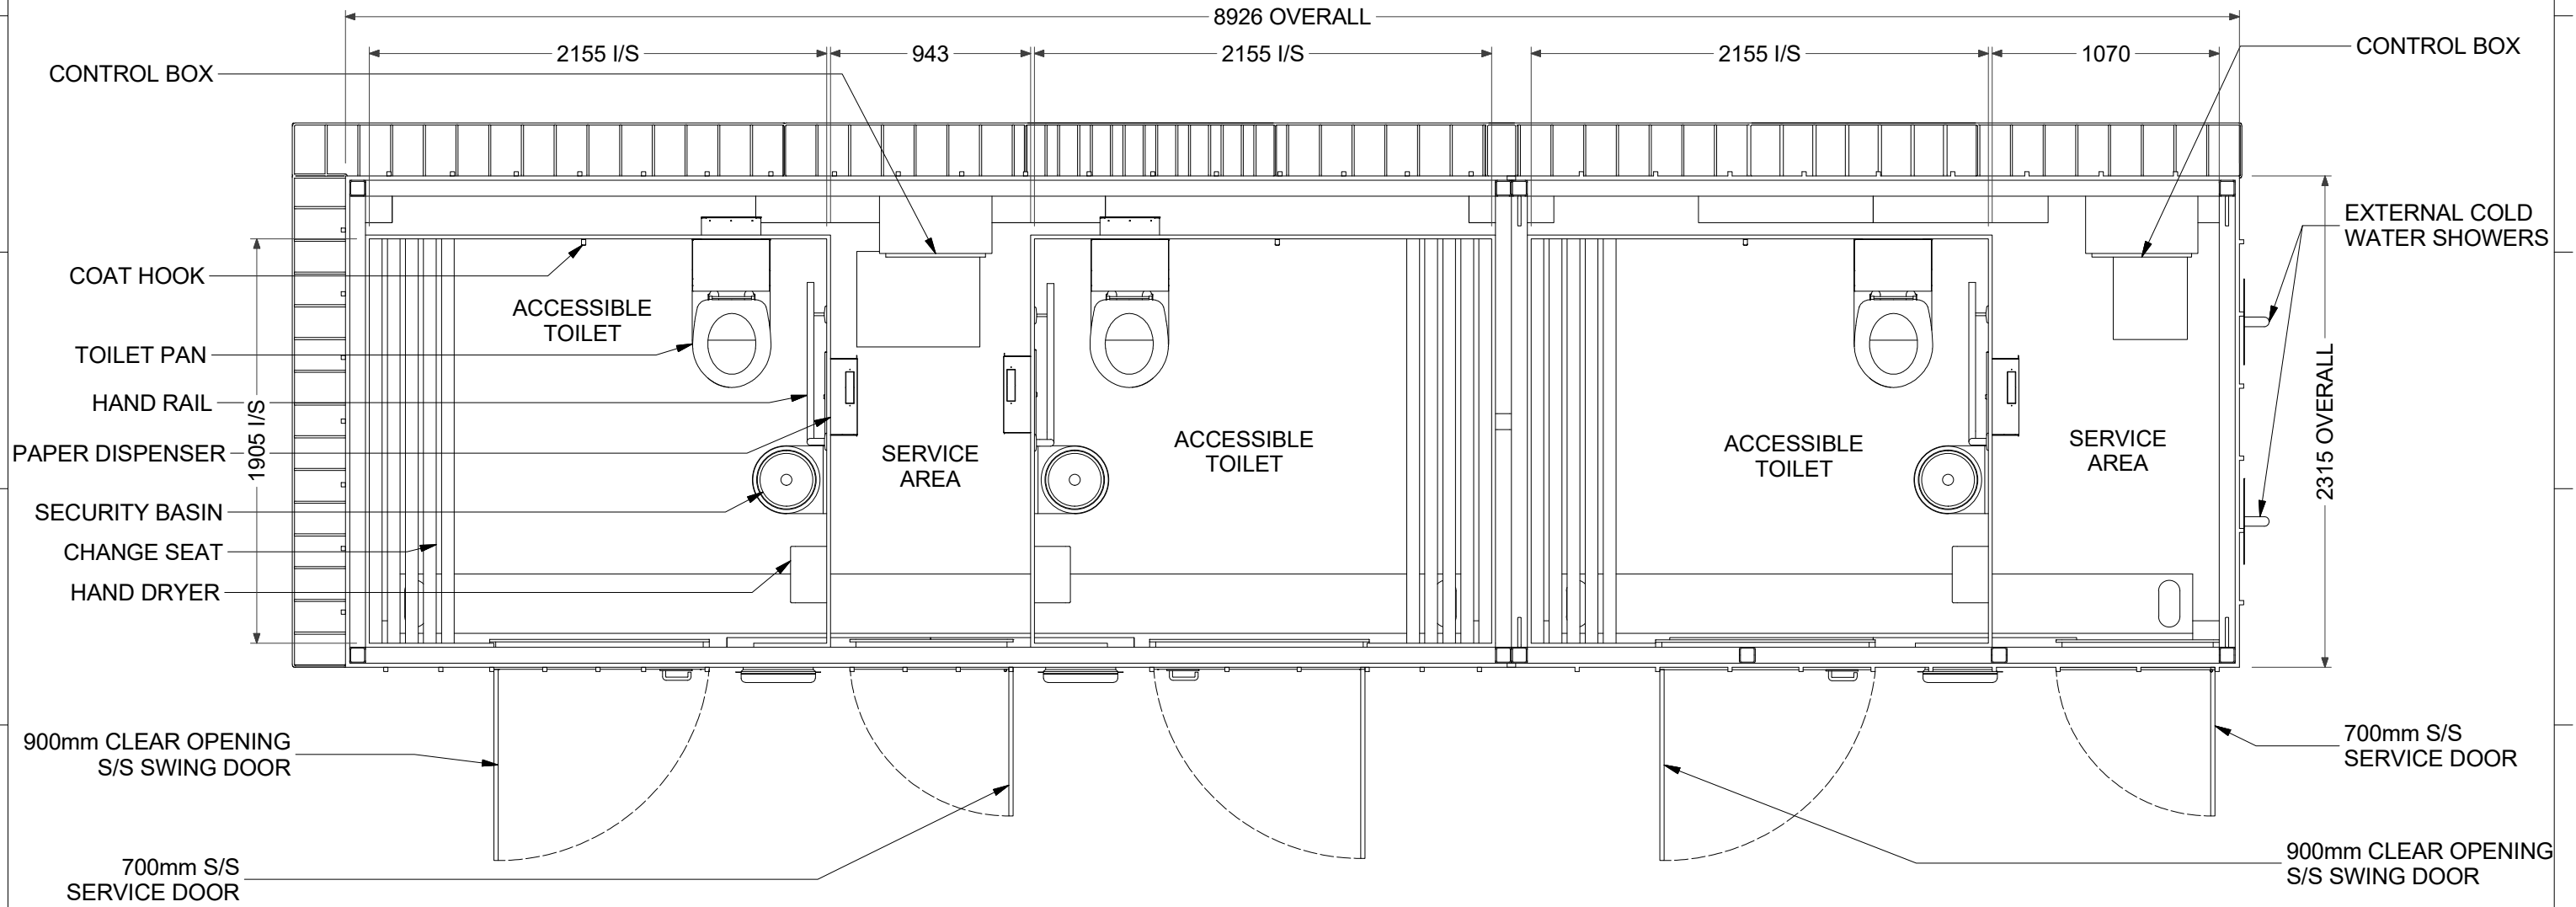 8926 OVERALL
2155 I/S
943
2155 I/S
2155 I/S
1070
CONTROL BOX
CONTROL BOX
EXTERNAL COLD
WATER SHOWERS
COAT HOOK
ACCESSIBLE
TOILET
TOILET PAN
HAND RAIL
1905 I/S
2315 OVERALL
PAPER DISPENSER
SERVICE
AREA
ACCESSIBLE
TOILET
ACCESSIBLE
TOILET
SERVICE
AREA
SECURITY BASIN
CHANGE SEAT
HAND DRYER
900mm CLEAR OPENING
S/S SWING DOOR
700mm S/S
SERVICE DOOR
700mm S/S
SERVICE DOOR
900mm CLEAR OPENING
S/S SWING DOOR